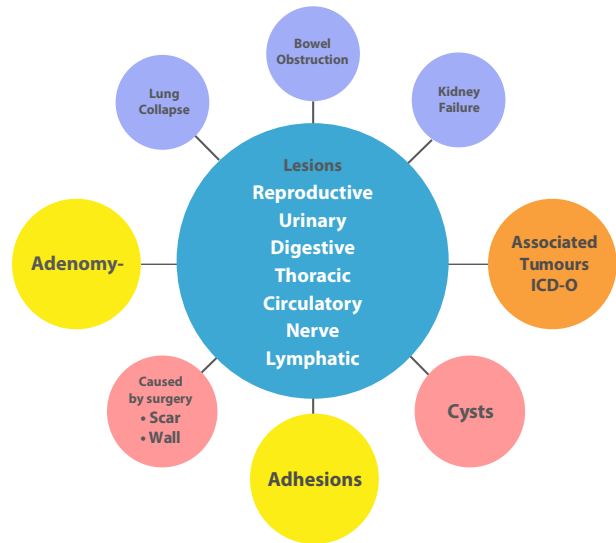 Bowel
Obstruction
Lung
Collapse
Kidney
Failure
Lesions
Reproductive
Urinary
Digestive
Thoracic
Circulatory
Nerve
Lymphatic
Adenomy-
Associated
Tumours
ICD-O
Caused
by surgery
• Scar
• Wall
Cysts
Adhesions